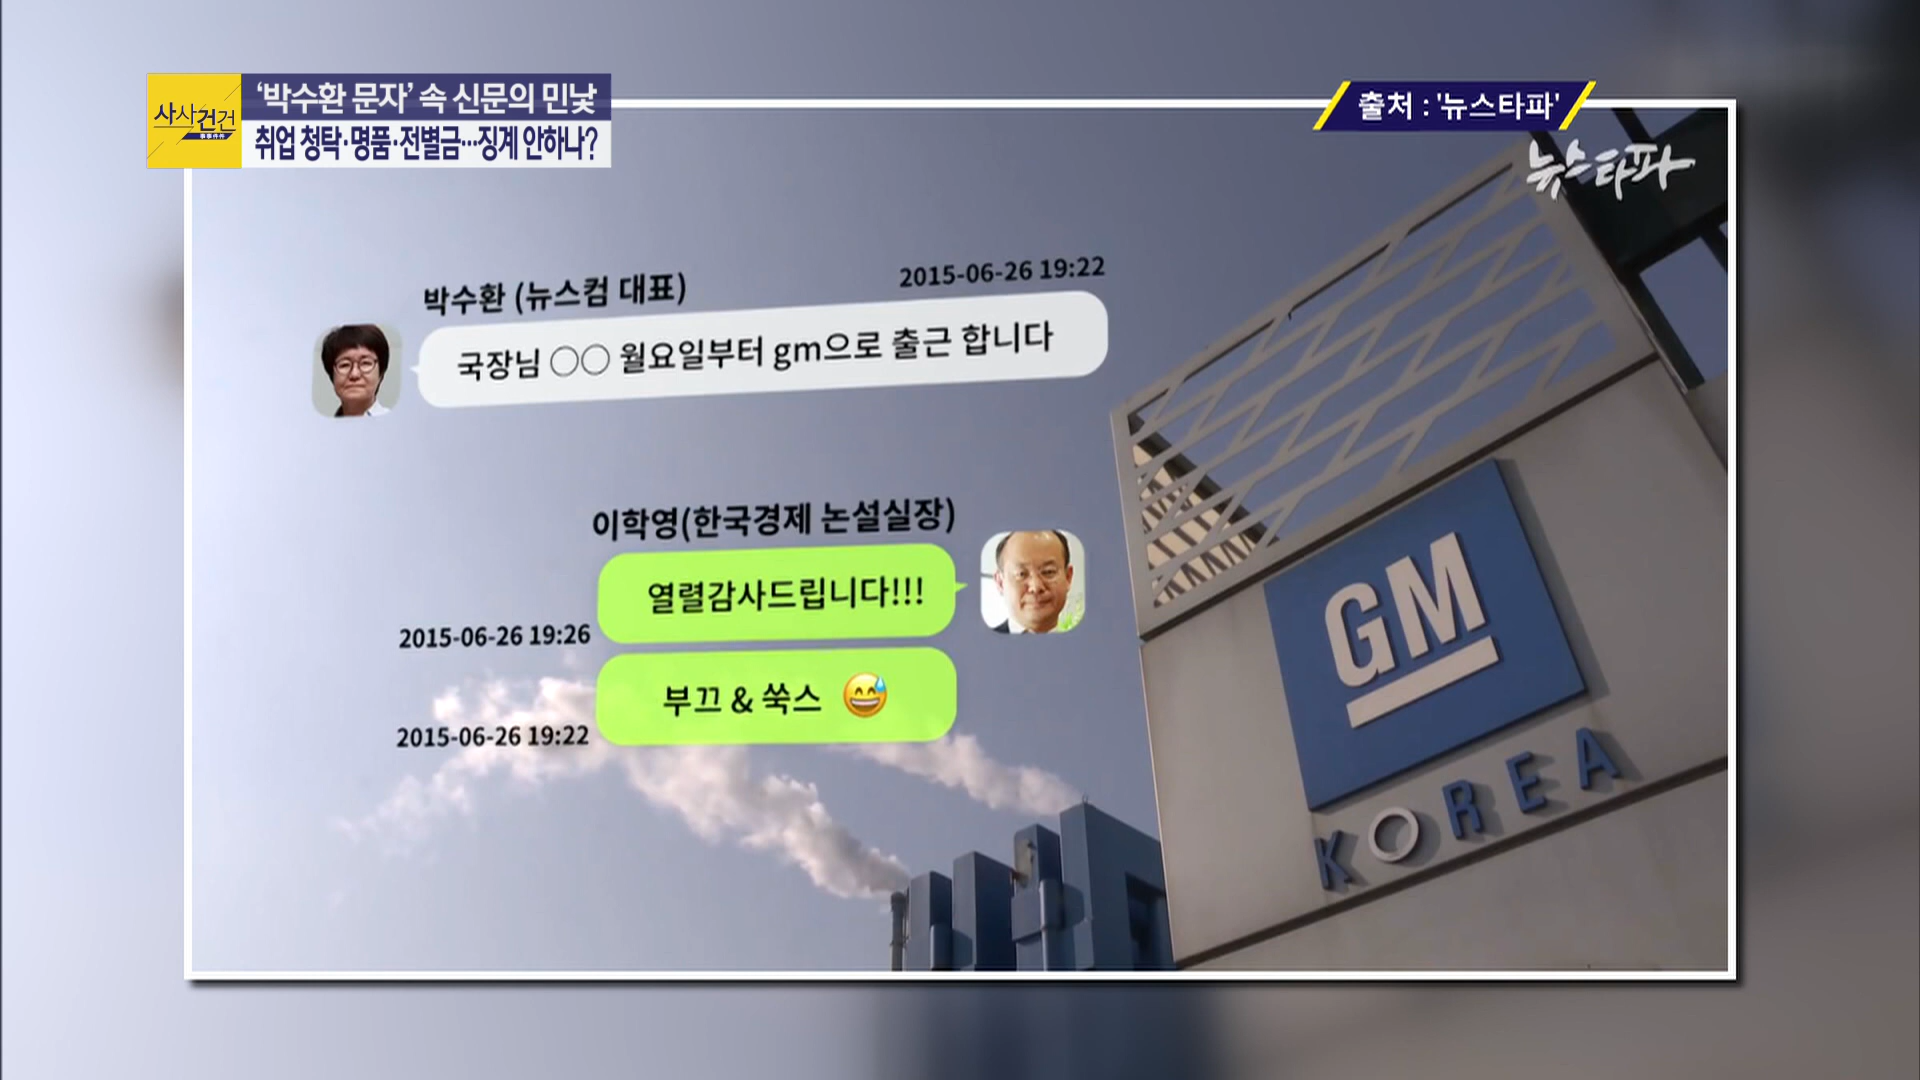 사사건건
事事件件
‘박수환 문자’ 속 신문의 민낯
취업 청탁·명품·전별금…징계 안하나?
출처 : '뉴스타파'
뉴스타파
박수환 (뉴스컴 대표)
2015-06-26 19:22
국장님 ○○ 월요일부터 gm으로 출근 합니다
이학영(한국경제 논설실장)
열렬감사드립니다!!!
2015-06-26 19:26
부끄 & 쑥스 😅
2015-06-26 19:22
GM
KOREA